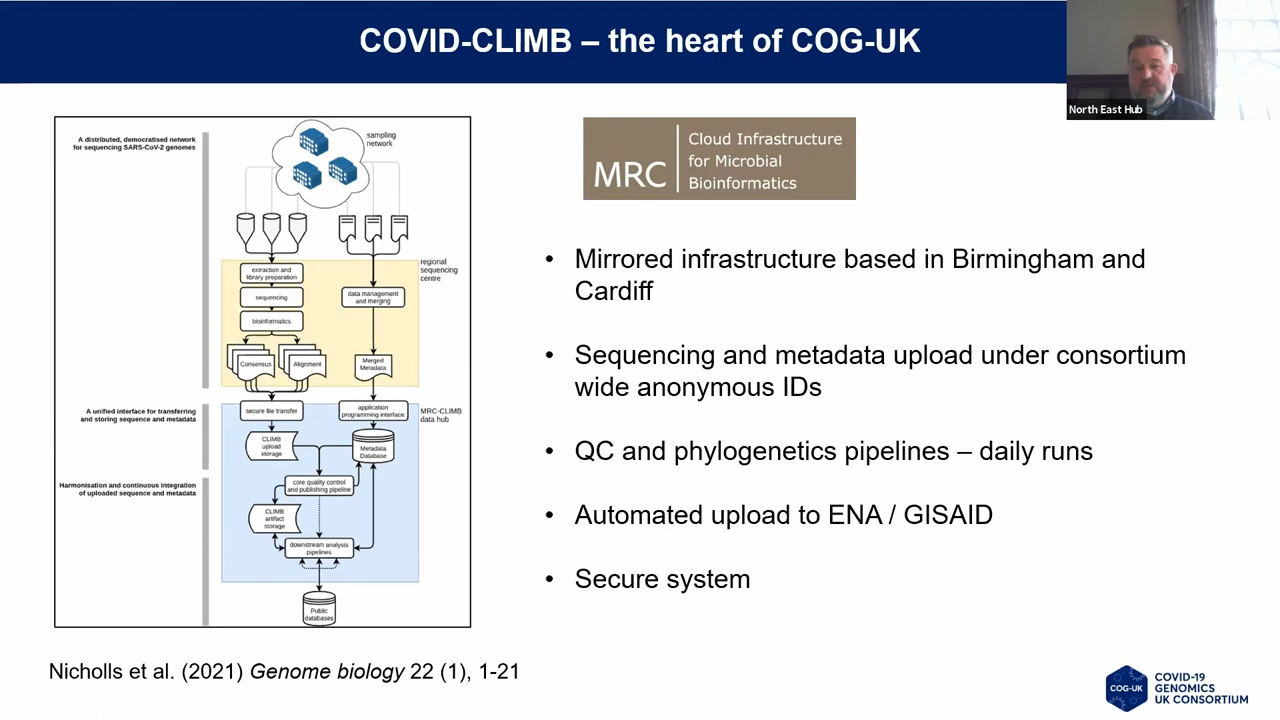 COVID-CLIMB – the heart of COG-UK
North East Hub
A distributed, democratised network
for sequencing SARS-CoV-2 genomes
sampling
network
regional
sequencing
centre
extraction and
library preparation
sequencing
data management
and merging
bioinformatics
Consensus
Alignment
Merged
Metadata
A unified interface for transferring
and storing sequence and metadata
secure file transfer
application
programming interface
MRC-CLIMB
data hub
CLIMB
upload
storage
Metadata
Database
Harmonisation and continuous integration
of uploaded sequence and metadata
core quality control
and publishing pipeline
CLIMB
artifact
storage
downstream analysis
pipelines
Public
databases
MRC
Cloud Infrastructure
for Microbial
Bioinformatics
• Mirrored infrastructure based in Birmingham and
Cardiff
• Sequencing and metadata upload under consortium
wide anonymous IDs
• QC and phylogenetics pipelines – daily runs
• Automated upload to ENA / GISAID
• Secure system
Nicholls et al. (2021) Genome biology 22 (1), 1-21
COG-UK
COVID-19
GENOMICS
UK CONSORTIUM